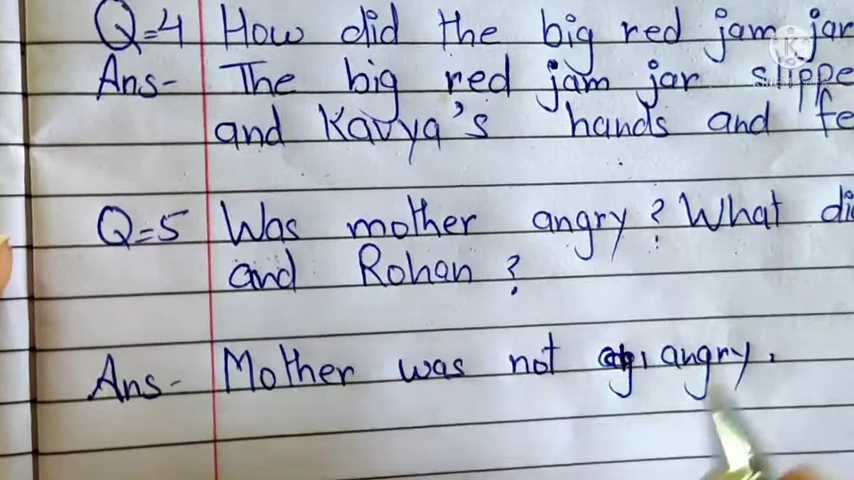 Q=4 How did the big red jam jar
Ans- The big red jam jar slippe
and Kavya's hands and fe
Q=5 Was mother angry? What di
and Rohan ?
Ans- Mother was not angry.